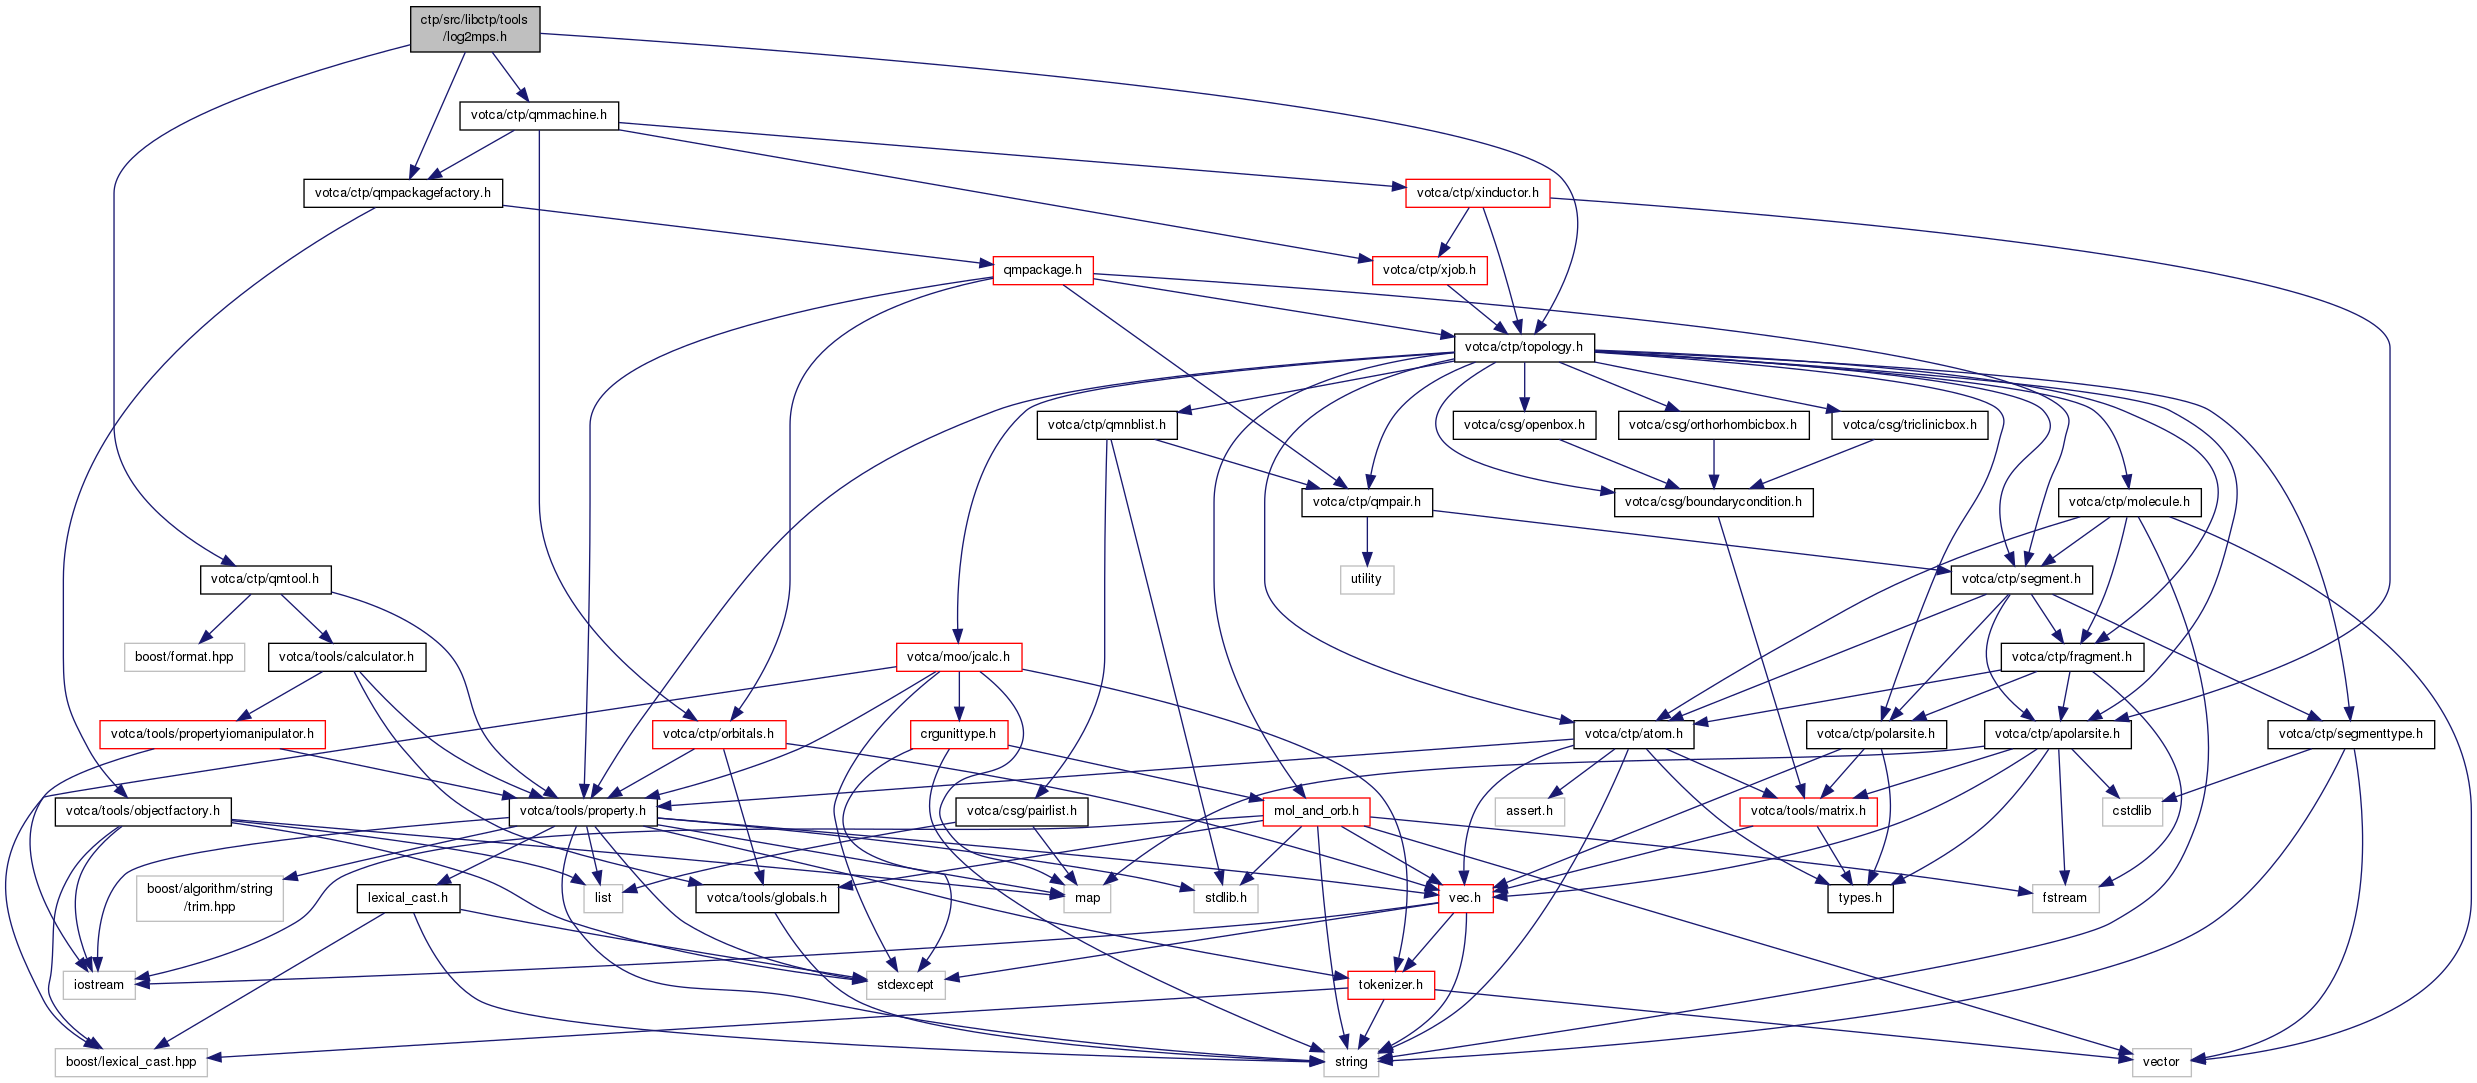 ctp/src/libctp/tools
/log2mps.h
votca/ctp/qmmachine.h
votca/ctp/qmpackagefactory.h
votca/ctp/xinductor.h
qmpackage.h
votca/ctp/xjob.h
votca/ctp/topology.h
votca/ctp/qmnblist.h
votca/csg/openbox.h
votca/csg/orthorhombicbox.h
votca/csg/triclinicbox.h
votca/ctp/qmpair.h
votca/csg/boundarycondition.h
votca/ctp/molecule.h
votca/ctp/qmtool.h
utility
votca/ctp/segment.h
boost/format.hpp
votca/tools/calculator.h
votca/moo/jcalc.h
votca/ctp/fragment.h
votca/tools/propertyiomanipulator.h
votca/ctp/orbitals.h
crgunittype.h
votca/ctp/atom.h
votca/ctp/polarsite.h
votca/ctp/apolarsite.h
votca/ctp/segmenttype.h
votca/tools/objectfactory.h
votca/tools/property.h
votca/csg/pairlist.h
mol_and_orb.h
assert.h
votca/tools/matrix.h
cstdlib
boost/algorithm/string
/trim.hpp
lexical_cast.h
list
votca/tools/globals.h
map
stdlib.h
vec.h
types.h
fstream
iostream
stdexcept
tokenizer.h
boost/lexical_cast.hpp
string
vector